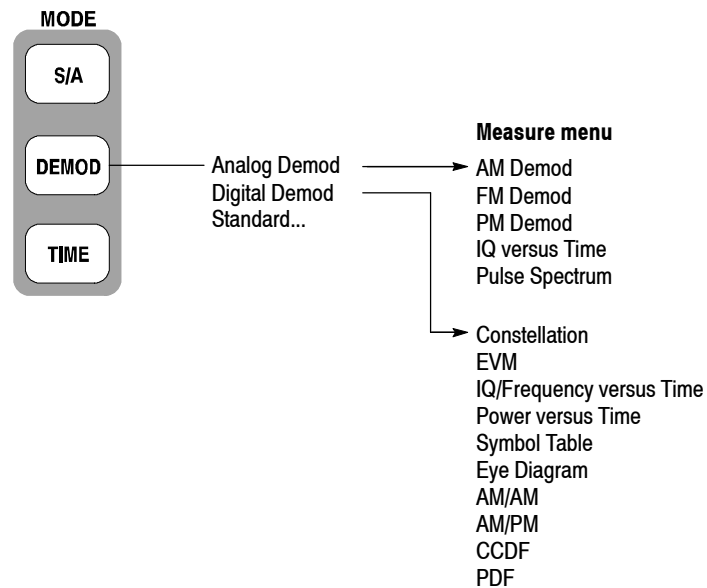 MODE
S/A
DEMOD
TIME
Analog Demod
Digital Demod
Standard...
Measure menu
AM Demod
FM Demod
PM Demod
IQ versus Time
Pulse Spectrum
Constellation
EVM
IQ/Frequency versus Time
Power versus Time
Symbol Table
Eye Diagram
AM/AM
AM/PM
CCDF
PDF